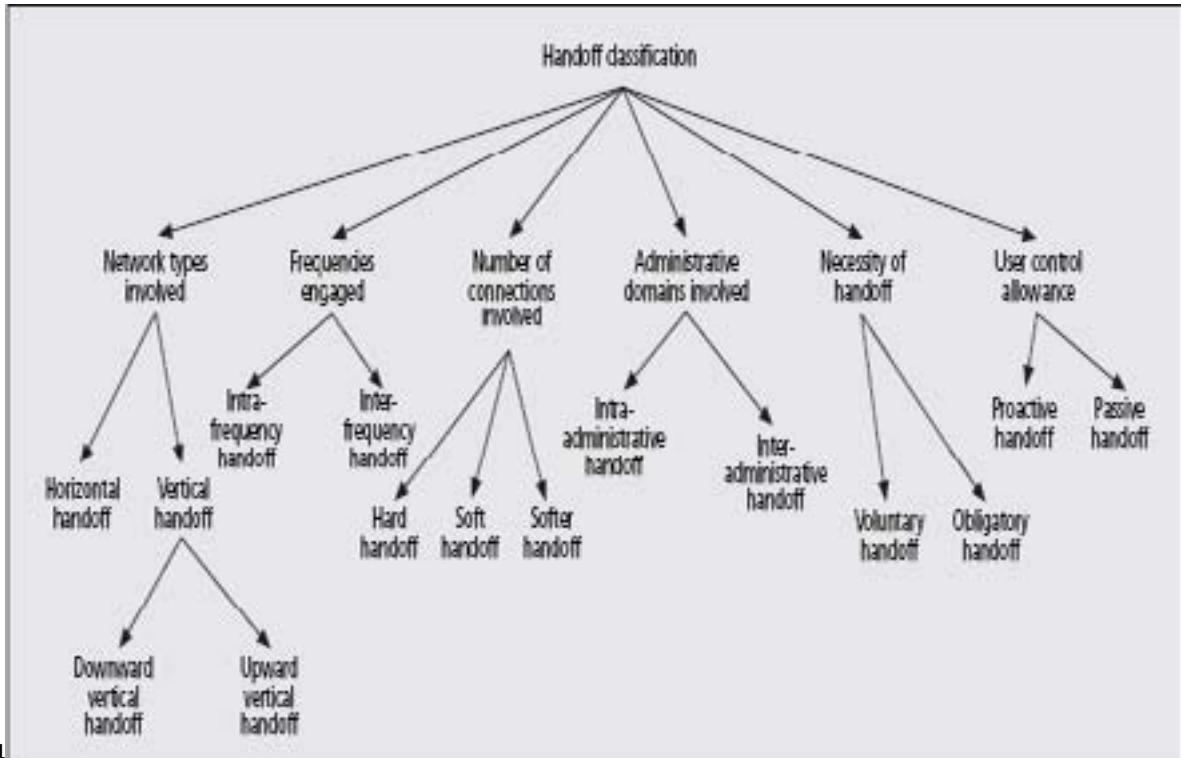 Handoff classification
Network types
involved
Frequencies
engaged
Number of
connections
involved
Administrative
domains involved
Necessity of
handoff
User control
allowance
Intra-
frequency
handoff
Inter-
frequency
handoff
Intra-
administrative
handoff
Inter-
administrative
handoff
Proactive
handoff
Passive
handoff
Horizontal
handoff
Vertical
handoff
Hard
handoff
Soft
handoff
Softer
handoff
Voluntary
handoff
Obligatory
handoff
Downward
vertical
handoff
Upward
vertical
handoff